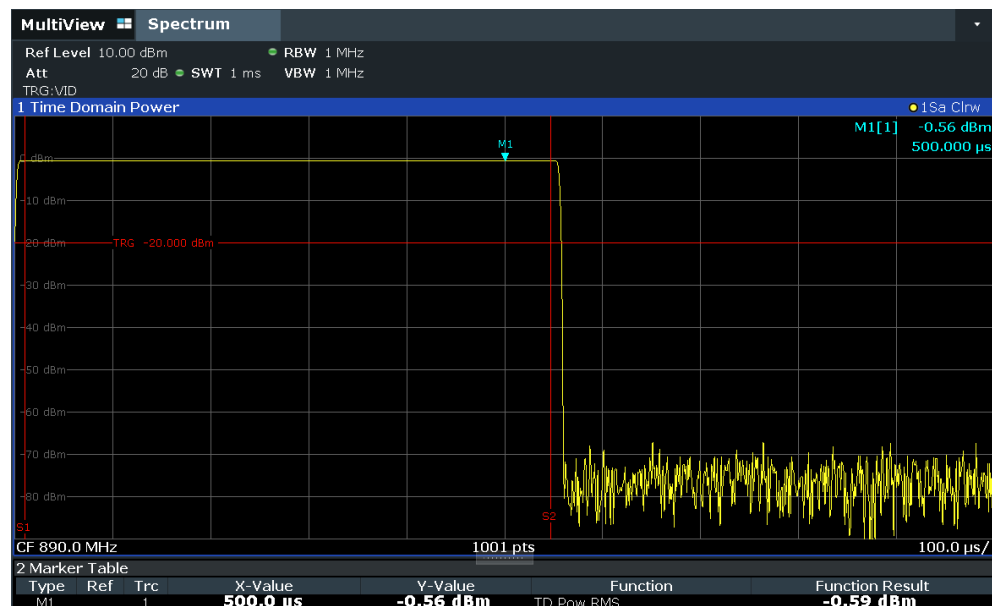 MultiView Spectrum
Ref Level 10.00 dBm RBW 1 MHz
Att 20 dB SWT 1 ms VBW 1 MHz
TRG:VID
1 Time Domain Power 1Sa Clrw
M1[1] -0.56 dBm
500.000 µs
M1
0 dBm
-10 dBm
-20 dBm TRG -20.000 dBm
-30 dBm
-40 dBm
-50 dBm
-60 dBm
-70 dBm
-80 dBm
S1 S2
CF 890.0 MHz 1001 pts 100.0 µs/
2 Marker Table
Type Ref Trc X-Value Y-Value Function Function Result
M1 1 500.0 µs -0.56 dBm TD Pow RMS -0.59 dBm